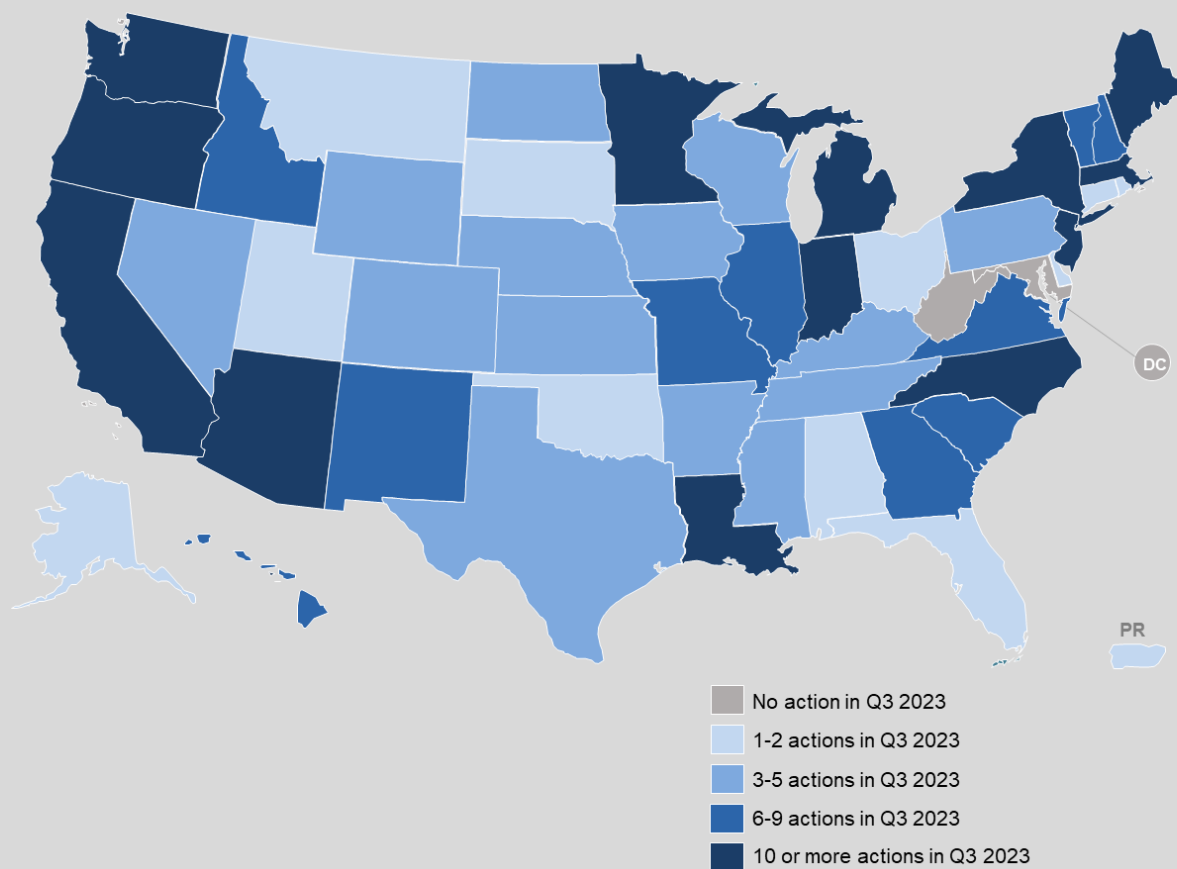 DC
PR
No action in Q3 2023
1-2 actions in Q3 2023
3-5 actions in Q3 2023
6-9 actions in Q3 2023
10 or more actions in Q3 2023